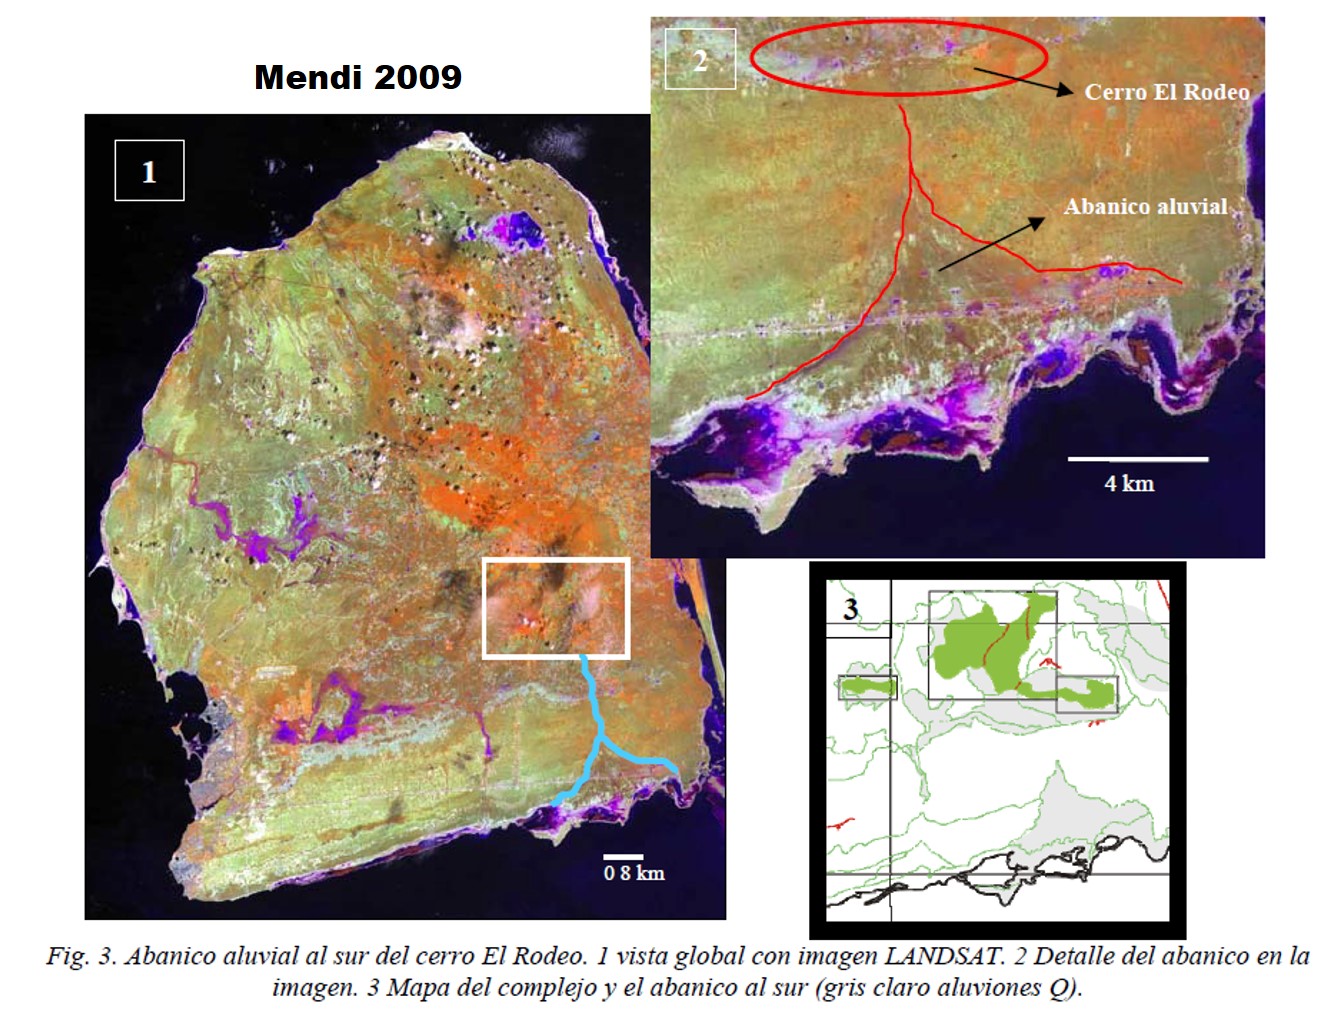 Mendi 2009
1
2
Cerro El Rodeo
Abanico aluvial
4 km
0 8 km
3
Fig. 3. Abanico aluvial al sur del cerro El Rodeo. 1 vista global con imagen LANDSAT. 2 Detalle del abanico en la
imagen. 3 Mapa del complejo y el abanico al sur (gris claro aluviones Q).